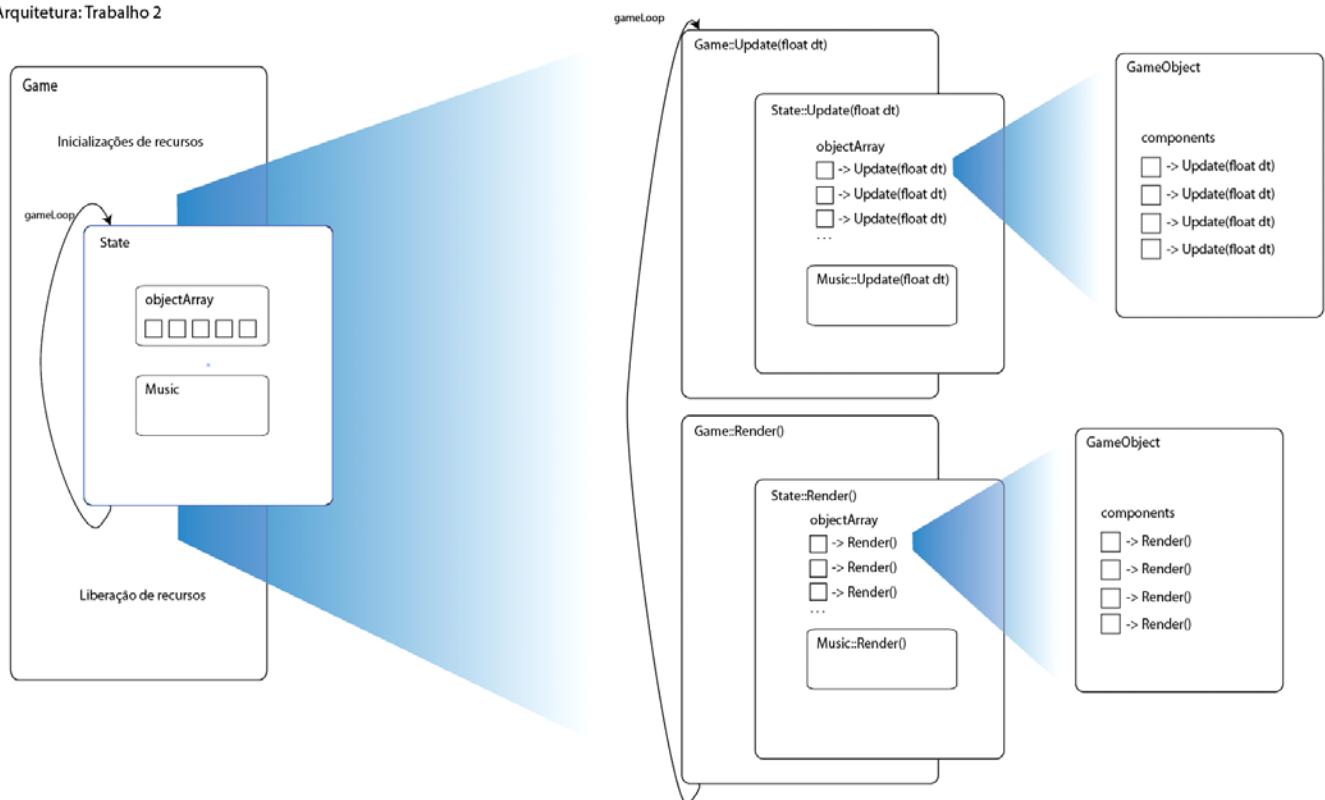 Arquitetura: Trabalho 2
Game
Inicializações de recursos
gameLoop
State
objectArray
Music
Liberação de recursos
gameLoop
Game::Update(float dt)
State::Update(float dt)
objectArray
-> Update(float dt)
-> Update(float dt)
-> Update(float dt)
...
Music::Update(float dt)
GameObject
components
-> Update(float dt)
-> Update(float dt)
-> Update(float dt)
-> Update(float dt)
Game::Render()
State::Render()
objectArray
-> Render()
-> Render()
-> Render()
...
Music::Render()
GameObject
components
-> Render()
-> Render()
-> Render()
-> Render()